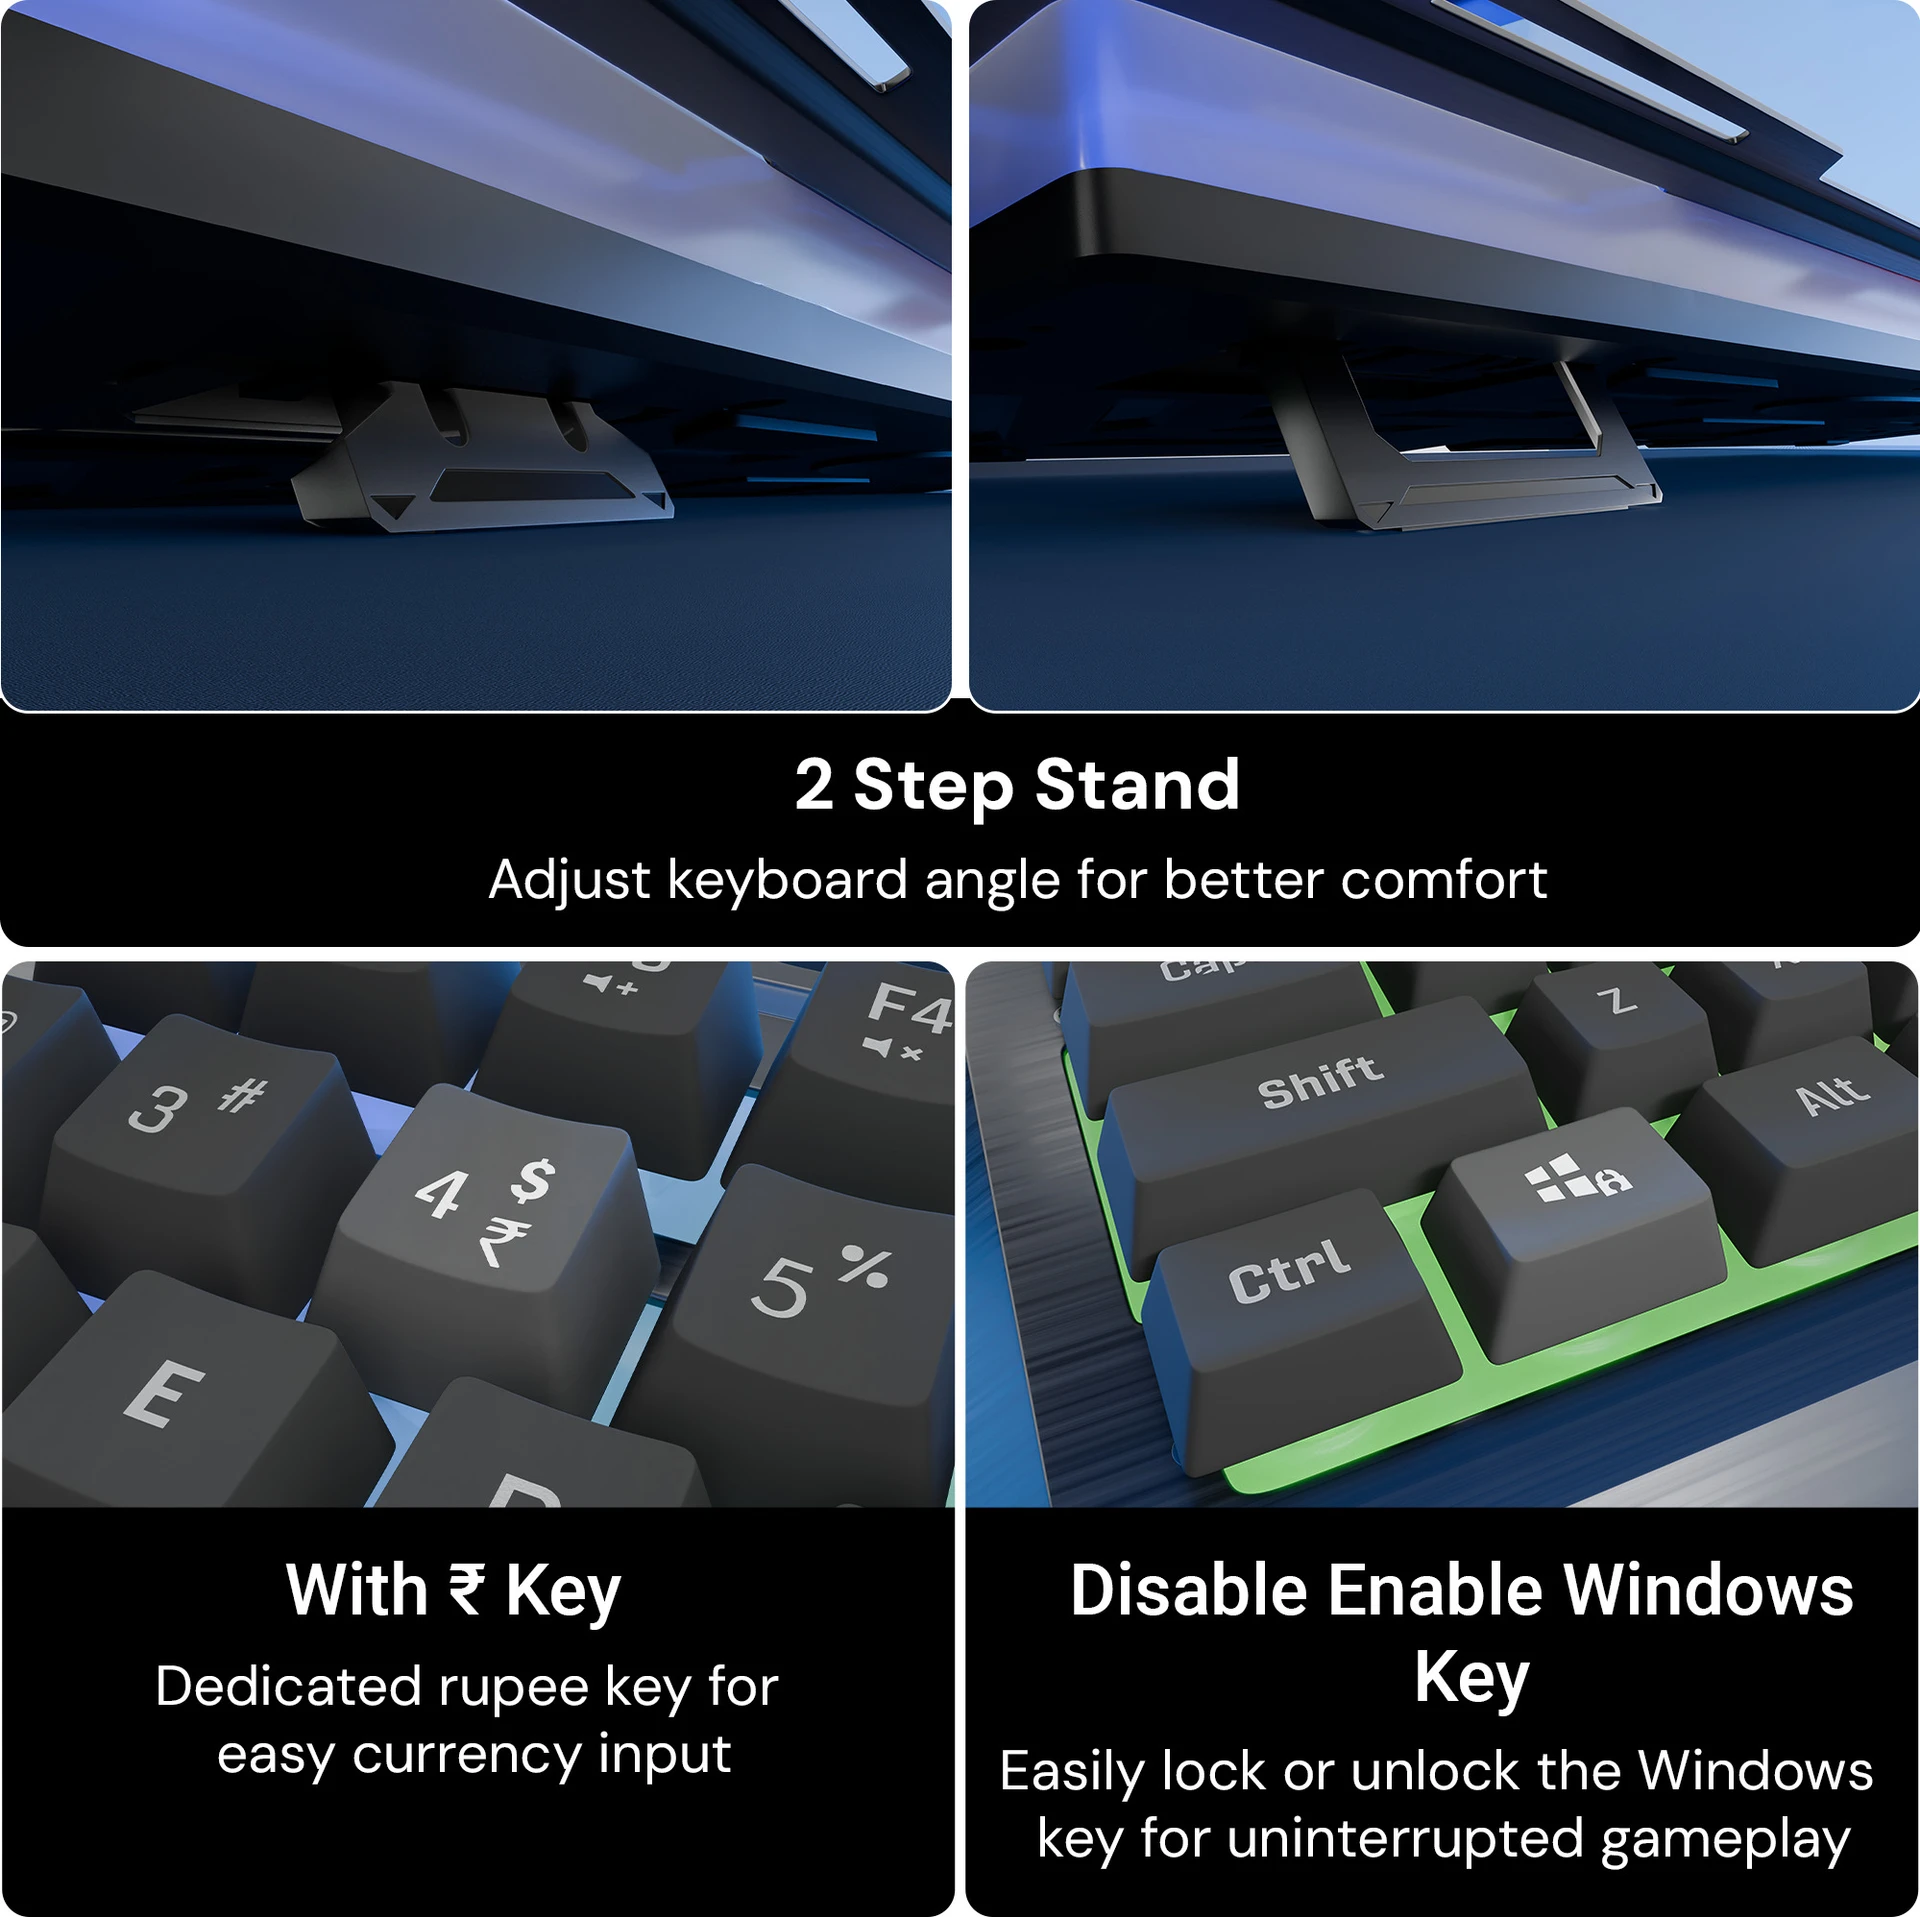 2 Step Stand
Adjust keyboard angle for better comfort
F4
3 #
4 $
₹
5 %
E
Shift
Z
Alt
Ctrl
With ₹ Key
Dedicated rupee key for
easy currency input
Disable Enable Windows
Key
Easily lock or unlock the Windows
key for uninterrupted gameplay